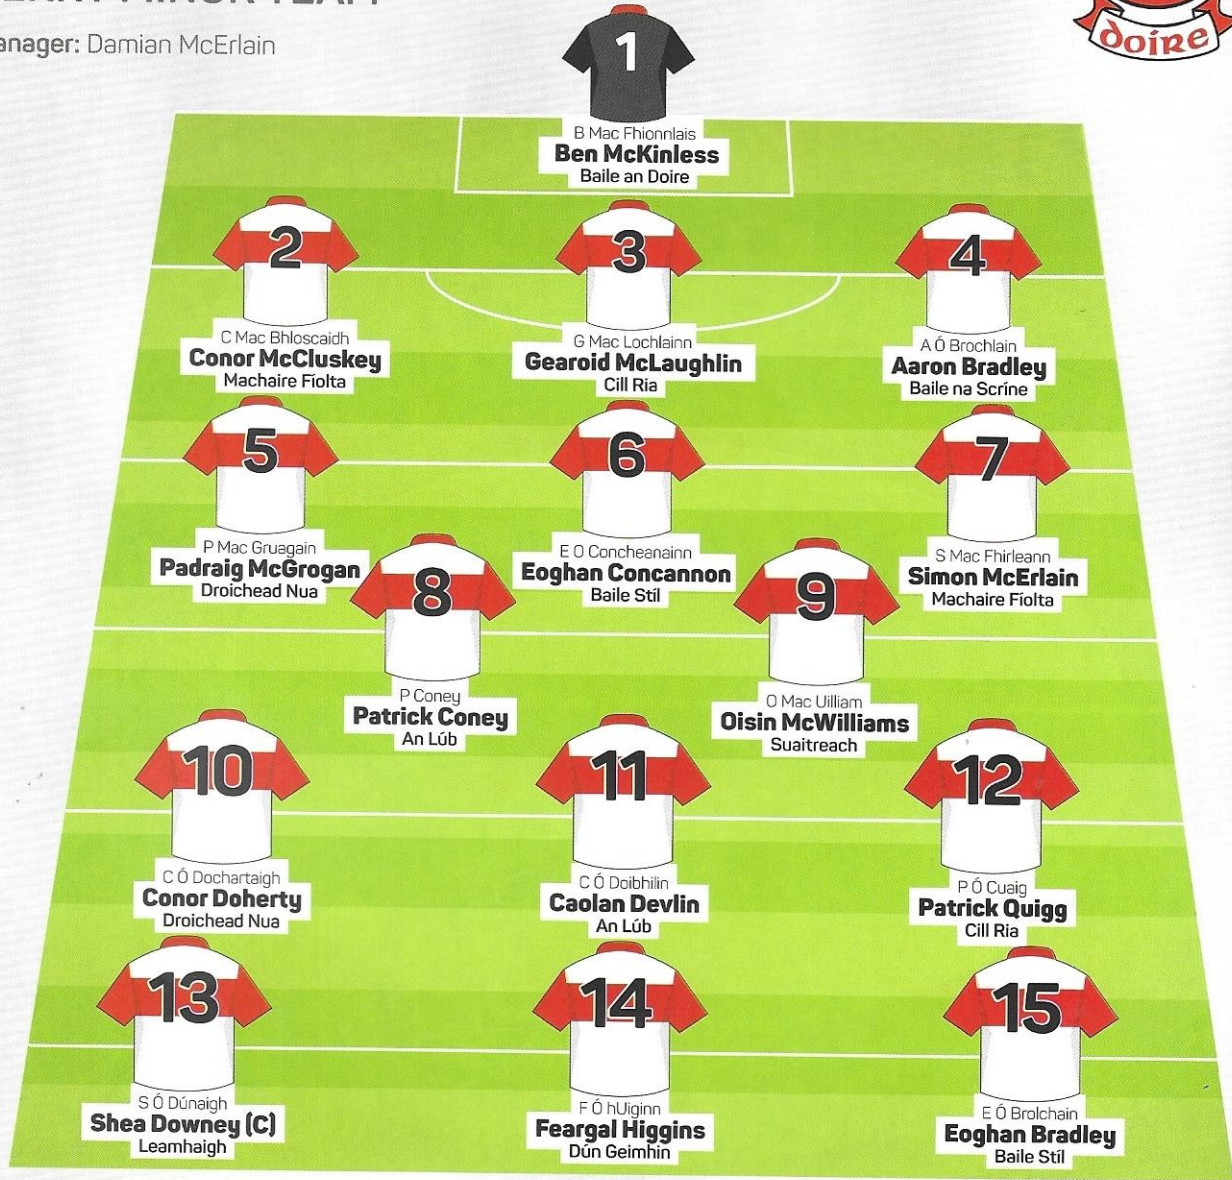 anager: Damian McErlain
doire
1
B Mac Fhionnlais
Ben McKinless
Baile an Doire
2
C Mac Bhloscaidh
Conor McCluskey
Machaire Fíolta
3
G Mac Lochlainn
Gearoid McLaughlin
Cill Ria
4
A Ó Brochlain
Aaron Bradley
Baile na Scríne
5
P Mac Gruagain
Padraig McGrogan
Droichead Nua
6
E O Concheanainn
Eoghan Concannon
Baile Stíl
7
S Mac Fhirleann
Simon McErlain
Machaire Fíolta
8
P Coney
Patrick Coney
An Lúb
9
O Mac Uilliam
Oisin McWilliams
Suaitreach
10
C Ó Dochartaigh
Conor Doherty
Droichead Nua
11
C Ó Doibhilin
Caolan Devlin
An Lúb
12
P Ó Cuaig
Patrick Quigg
Cill Ria
13
S Ó Dúnaigh
Shea Downey (C)
Leamhaigh
14
F Ó hUiginn
Feargal Higgins
Dún Geimhin
15
E Ó Brolchain
Eoghan Bradley
Baile Stíl